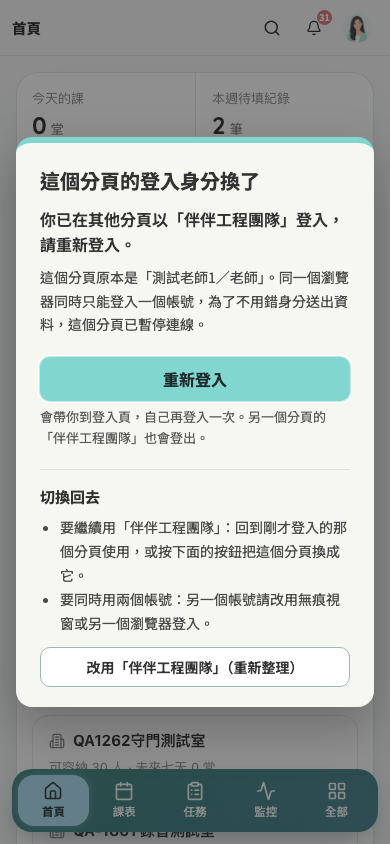 首頁
31
今天的課
本週待填紀錄
0 堂
2 筆
這個分頁的登入身分換了
你已在其他分頁以「伴伴工程團隊」登入，
請重新登入。
這個分頁原本是「測試老師1／老師」。同一個瀏覽
器同時只能登入一個帳號，為了不用錯身分送出資
料，這個分頁已暫停連線。
重新登入
會帶你到登入頁，自己再登入一次。另一個分頁的
「伴伴工程團隊」也會登出。
切換回去
要繼續用「伴伴工程團隊」：回到剛才登入的那
個分頁使用，或按下面的按鈕把這個分頁換成
它。
要同時用兩個帳號：另一個帳號請改用無痕視
窗或另一個瀏覽器登入。
改用「伴伴工程團隊」（重新整理）
QA1262守門測試室
可容納 30 人．未來七天 0 堂
首頁
課表
任務
監控
全部